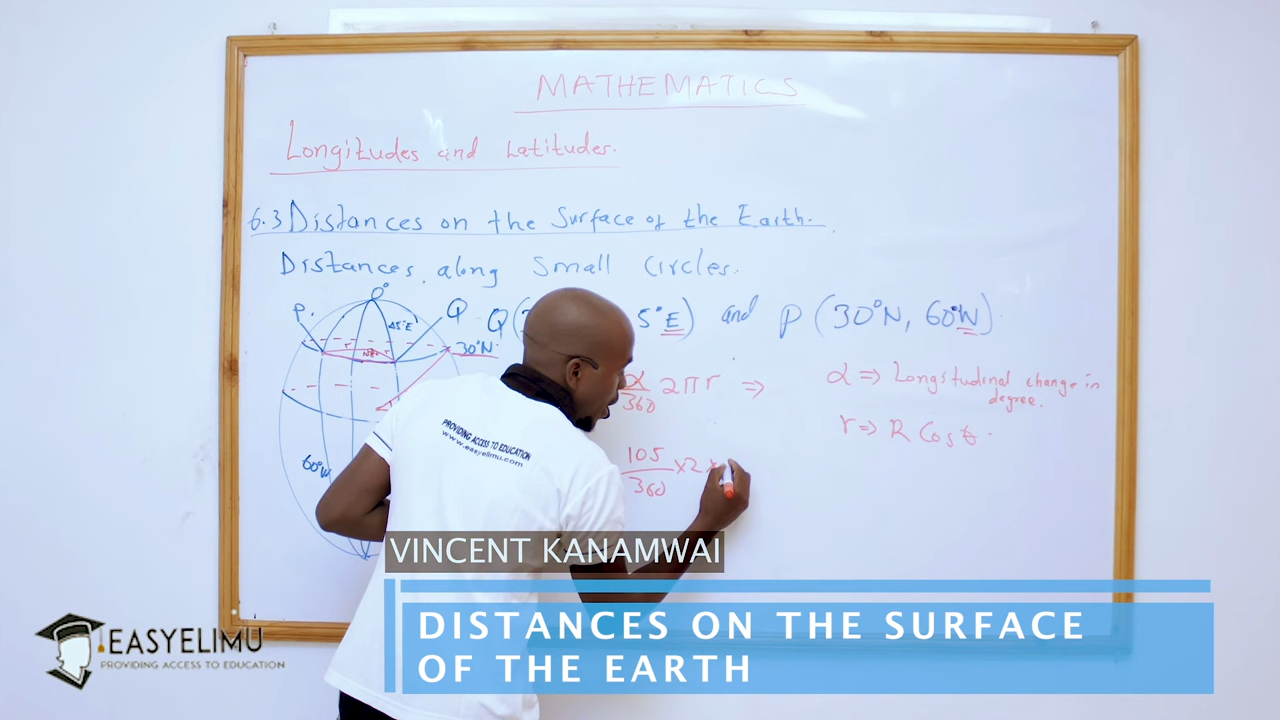 MATHEMATICS
Longitudes and Latitudes.
6.3 Distances on the Surface of the Earth.
Distances along Small Circles.
0°
P.
Q
45°E
30°N
60°W
Q( 5°E) and P (30°N, 60°W)
α/360 2πr ⇒
α ⇒ Longitudinal change in degree.
r ⇒ R Cos θ.
105/360 ×2×
PROVIDING ACCESS TO EDUCATION
www.easyelimu.com
VINCENT KANAMWAI
DISTANCES ON THE SURFACE
OF THE EARTH
EASYELIMU
PROVIDING ACCESS TO EDUCATION